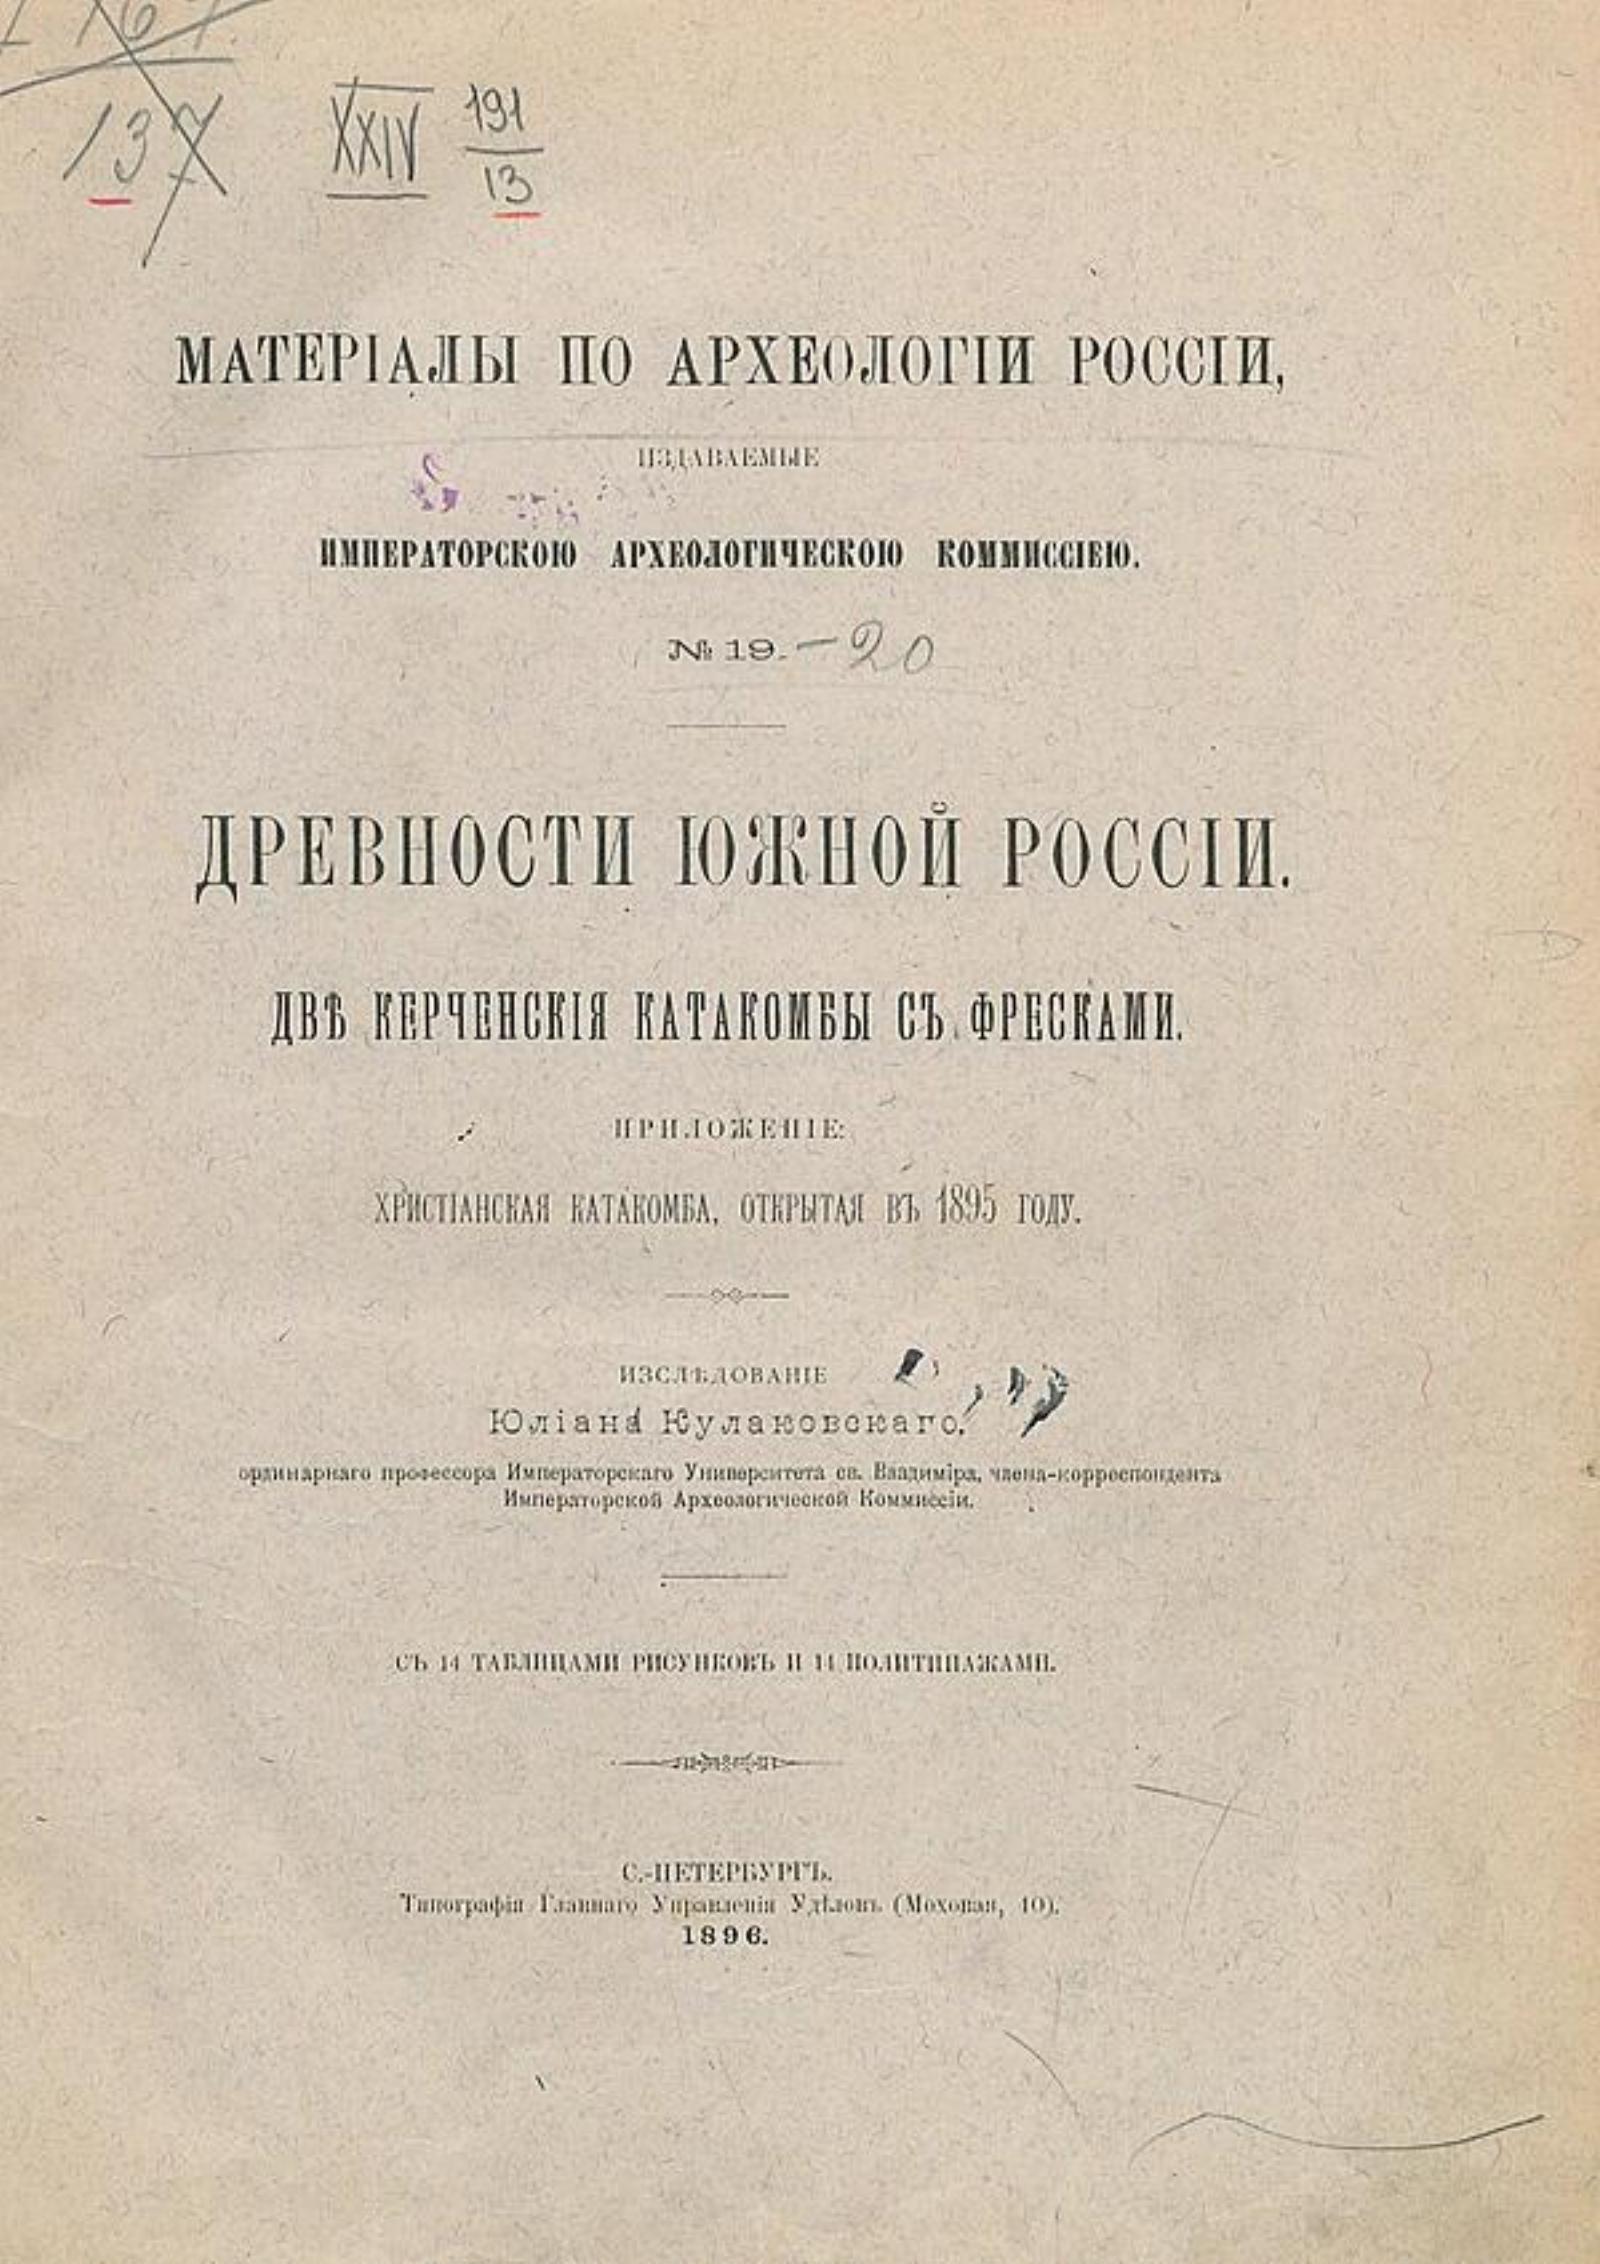 137
XXIV 191
13
МАТЕРІАЛЫ ПО АРХЕОЛОГІИ РОССІИ,
ИЗДАВАЕМЫЕ
ИМПЕРАТОРСКОЮ АРХЕОЛОГИЧЕСКОЮ КОММИССІЕЮ.
№ 19. – 20
ДРЕВНОСТИ ЮЖНОЙ РОССІИ.
ДВѢ КЕРЧЕНСКІЯ КАТАКОМБЫ СЪ ФРЕСКАМИ.
ПРИЛОЖЕНІЕ:
ХРИСТІАНСКАЯ КАТАКОМБА, ОТКРЫТАЯ ВЪ 1895 ГОДУ.
ИЗСЛѢДОВАНІЕ
Юліана Кулаковскаго,
ординарнаго профессора Императорскаго Университета св. Владиміра, члена-корреспондента
Императорской Археологической Коммиссіи.
СЪ 14 ТАБЛИЦАМИ РИСУНКОВЪ И 14 ПОЛИТИПАЖАМИ.
С.-ПЕТЕРБУРГЪ.
Типографія Главнаго Управленія Удѣловъ (Моховая, 40).
1896.